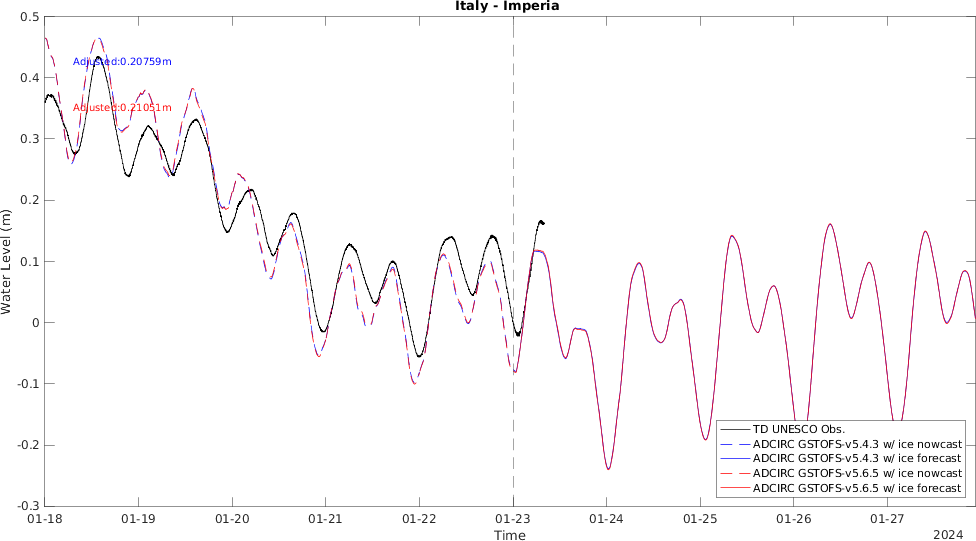 Italy - Imperia
0.5
0.4
0.3
0.2
0.1
0
-0.1
-0.2
-0.3
Water Level (m)
Adjusted:0.20759m
Adjusted:0.21051m
TD UNESCO Obs.
ADCIRC GSTOFS-v5.4.3 w/ ice nowcast
ADCIRC GSTOFS-v5.4.3 w/ ice forecast
ADCIRC GSTOFS-v5.6.5 w/ ice nowcast
ADCIRC GSTOFS-v5.6.5 w/ ice forecast
01-18 01-19 01-20 01-21 01-22 01-23 01-24 01-25 01-26 01-27
Time
2024